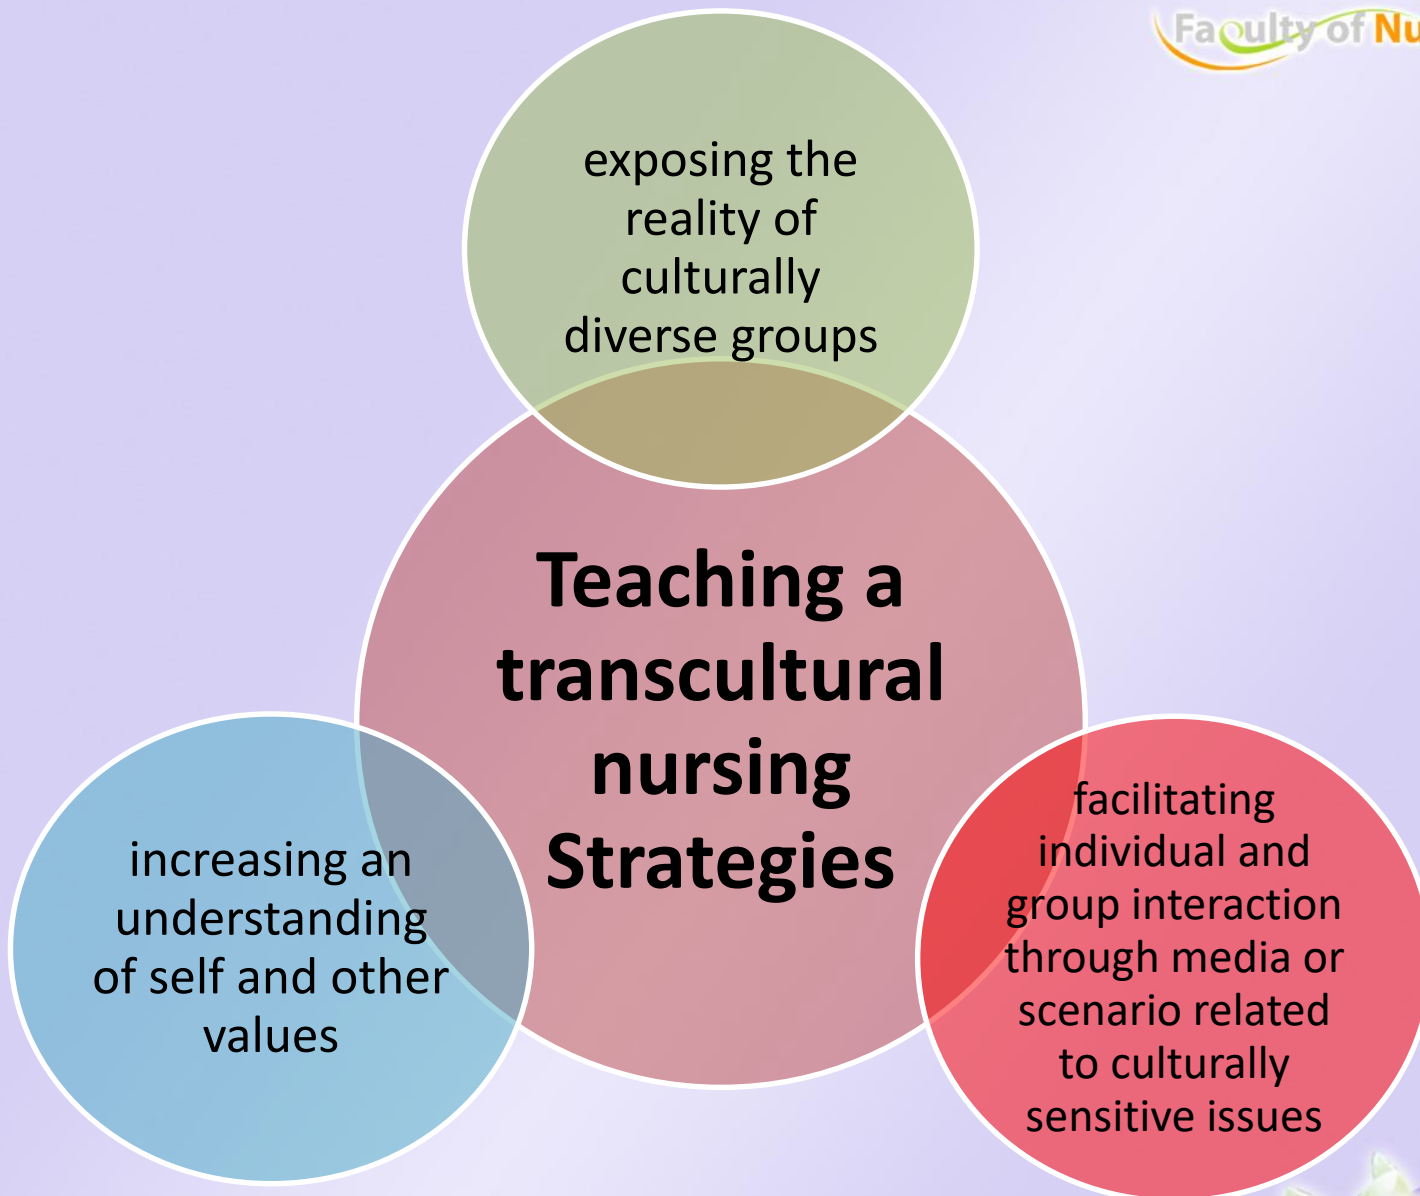 Faculty of Nu
exposing the
reality of
culturally
diverse groups
Teaching a
transcultural
nursing
Strategies
increasing an
understanding
of self and other
values
facilitating
individual and
group interaction
through media or
scenario related
to culturally
sensitive issues